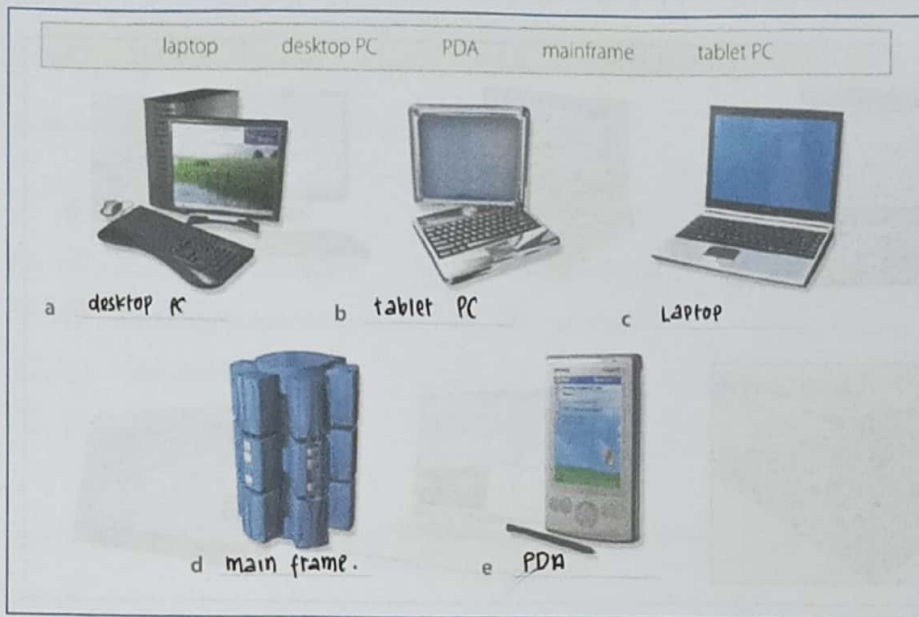 laptop desktop PC PDA mainframe tablet PC
a desktop PC
b tablet PC
c Laptop
d main frame.
e PDA